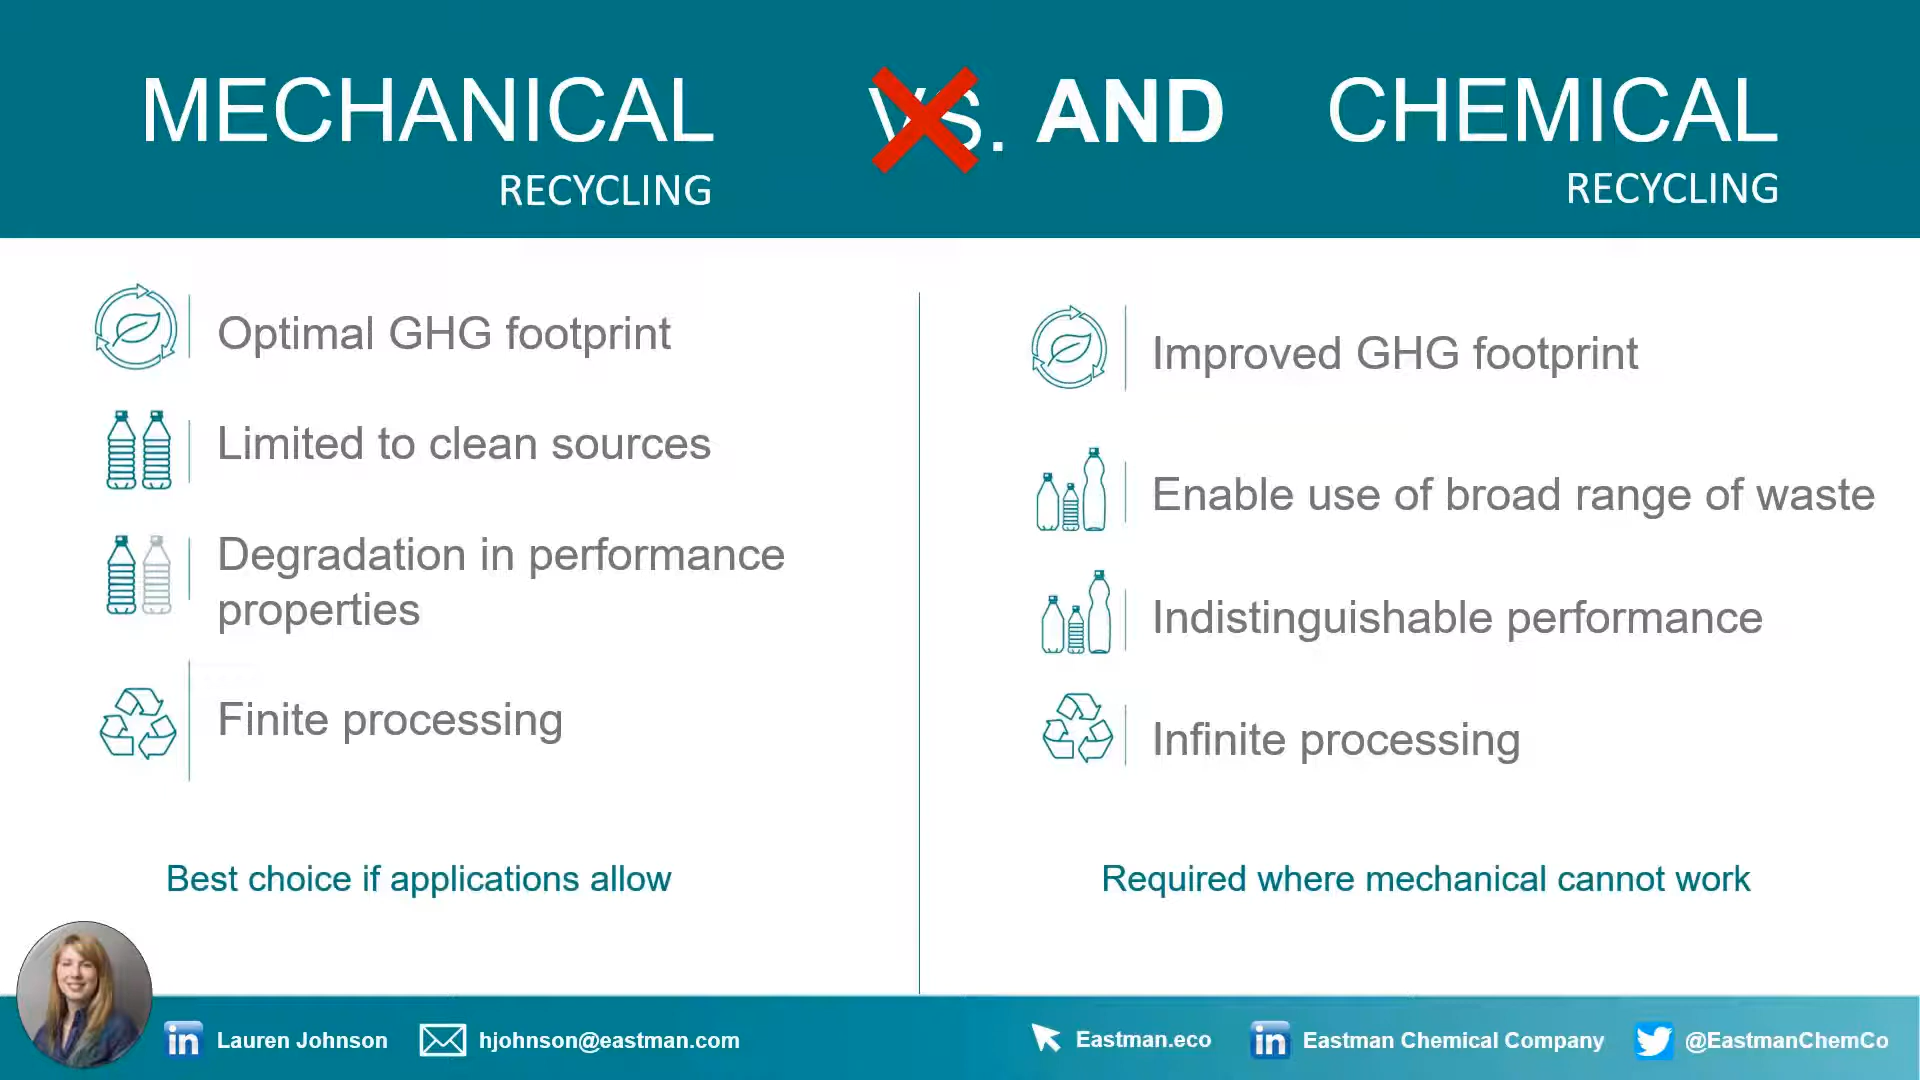 MECHANICAL
RECYCLING
VS. AND
CHEMICAL
RECYCLING
Optimal GHG footprint
Limited to clean sources
Degradation in performance
properties
Finite processing
Best choice if applications allow
Improved GHG footprint
Enable use of broad range of waste
Indistinguishable performance
Infinite processing
Required where mechanical cannot work
in Lauren Johnson
hjohnson@eastman.com
Eastman.eco
in Eastman Chemical Company
@EastmanChemCo